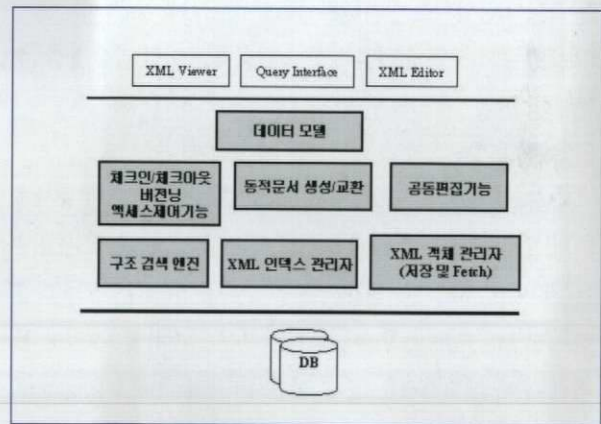 XML Viewer
Query Interface
XML Editor
데이터 모델
체크인/체크아웃
버전닝
액세스제어기능
동적문서 생성/교환
공동편집기능
구조 검색 엔진
XML 인덱스 관리자
XML 객체 관리자
(저장 및 Fetch)
DB